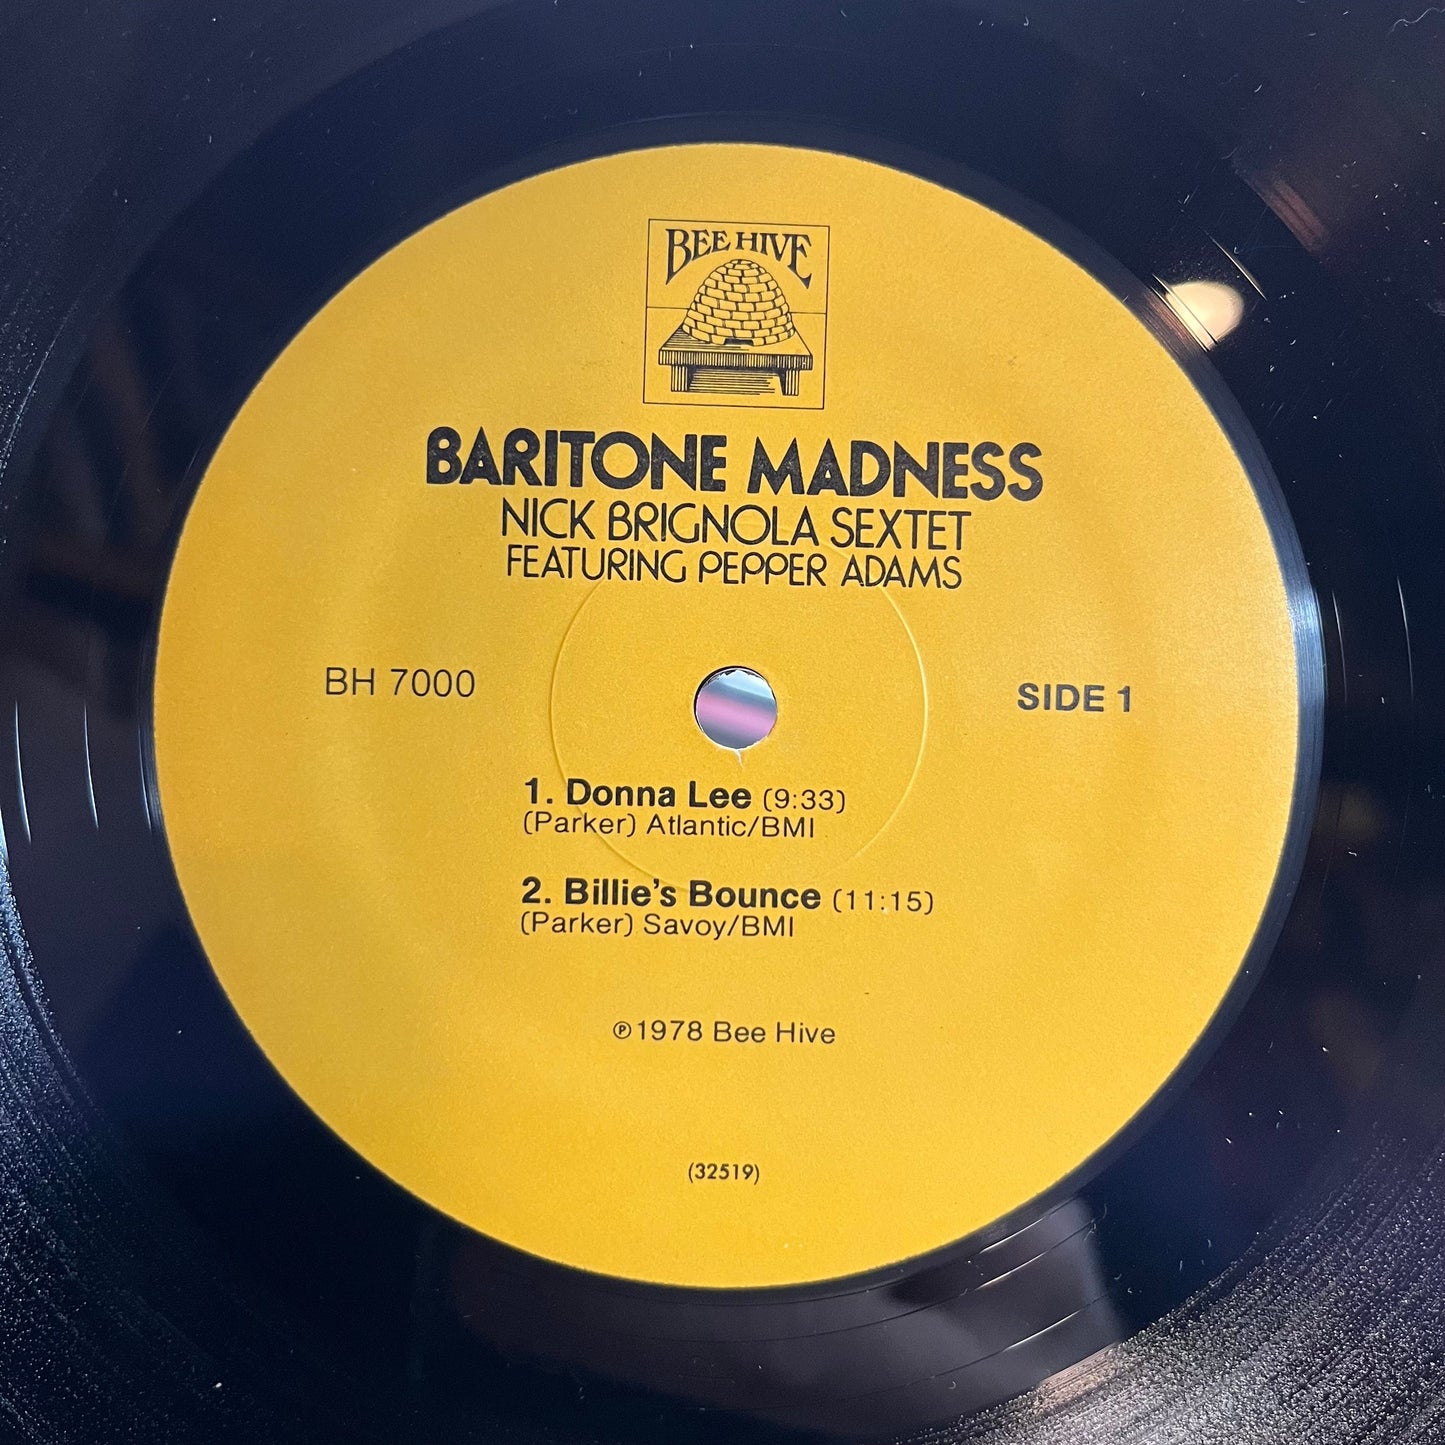 BEE HIVE
BARITONE MADNESS
NICK BRIGNOLA SEXTET
FEATURING PEPPER ADAMS
BH 7000
SIDE 1
1. Donna Lee (9:33)
(Parker) Atlantic/BMI
2. Billie's Bounce (11:15)
(Parker) Savoy/BMI
℗1978 Bee Hive
(32519)